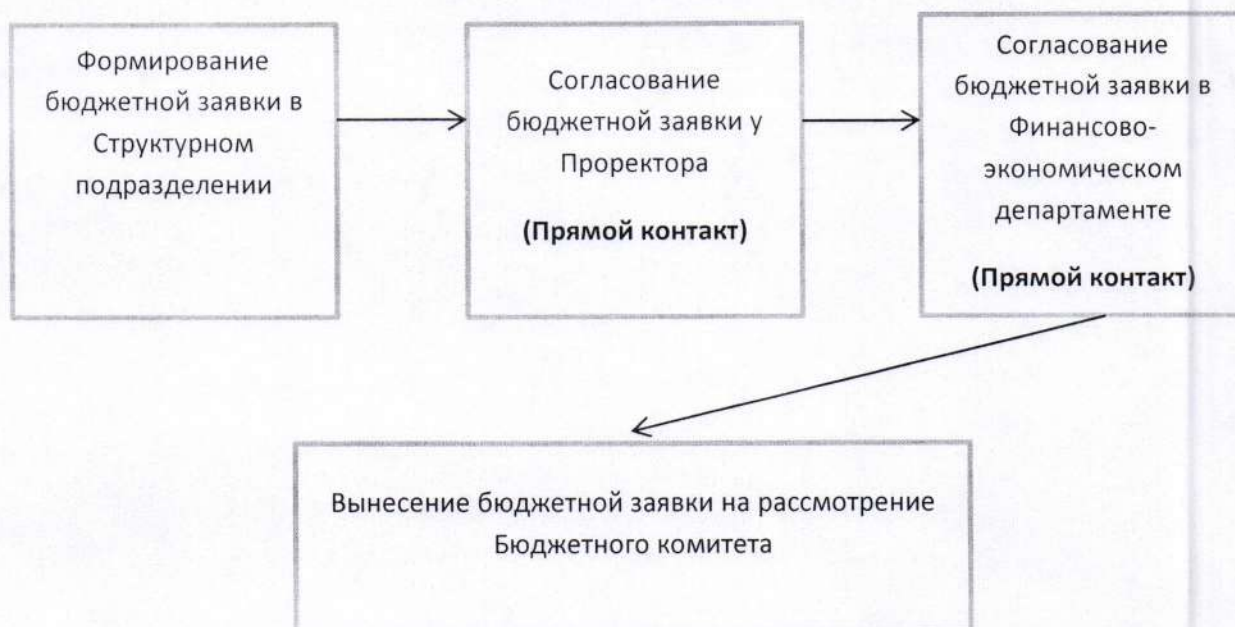 Формирование
бюджетной заявки в
Структурном
подразделении
Согласование
бюджетной заявки у
Проректора
(Прямой контакт)
Согласование
бюджетной заявки в
Финансово-
экономическом
департаменте
(Прямой контакт)
Вынесение бюджетной заявки на рассмотрение
Бюджетного комитета